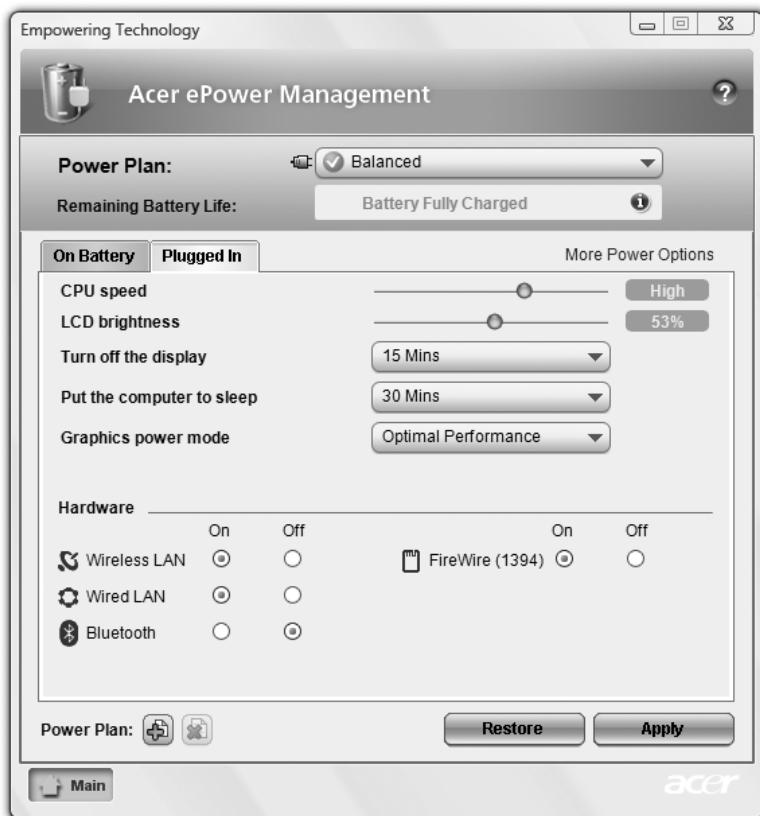 Empowering Technology
Acer ePower Management
?
Power Plan: Balanced
Remaining Battery Life: Battery Fully Charged i
On Battery Plugged In More Power Options
CPU speed High
LCD brightness 53%
Turn off the display 15 Mins
Put the computer to sleep 30 Mins
Graphics power mode Optimal Performance
Hardware
On Off On Off
Wireless LAN FireWire (1394)
Wired LAN
Bluetooth
Power Plan: Restore Apply
Main acer